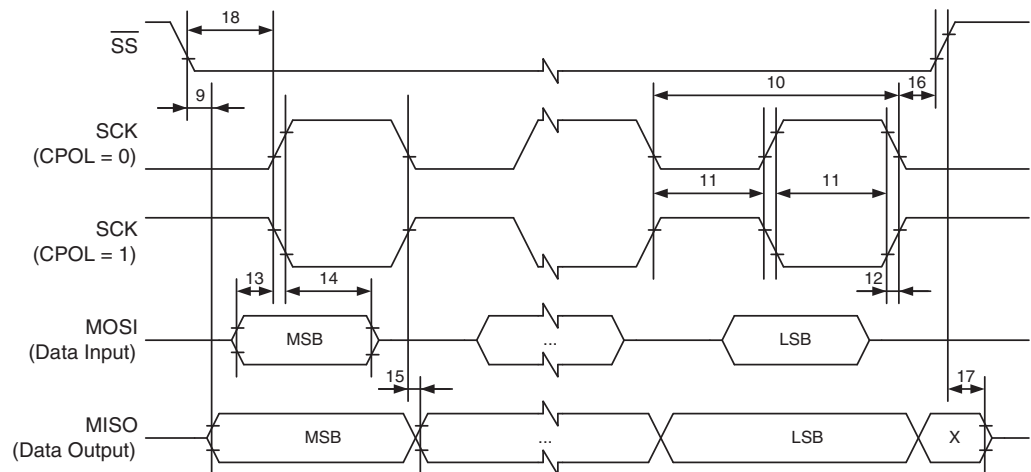 18
SS
10
9
16
SCK
(CPOL = 0)
11
11
SCK
(CPOL = 1)
13
14
12
MOSI
(Data Input)
MSB
...
LSB
15
17
MISO
(Data Output)
MSB
...
LSB
X